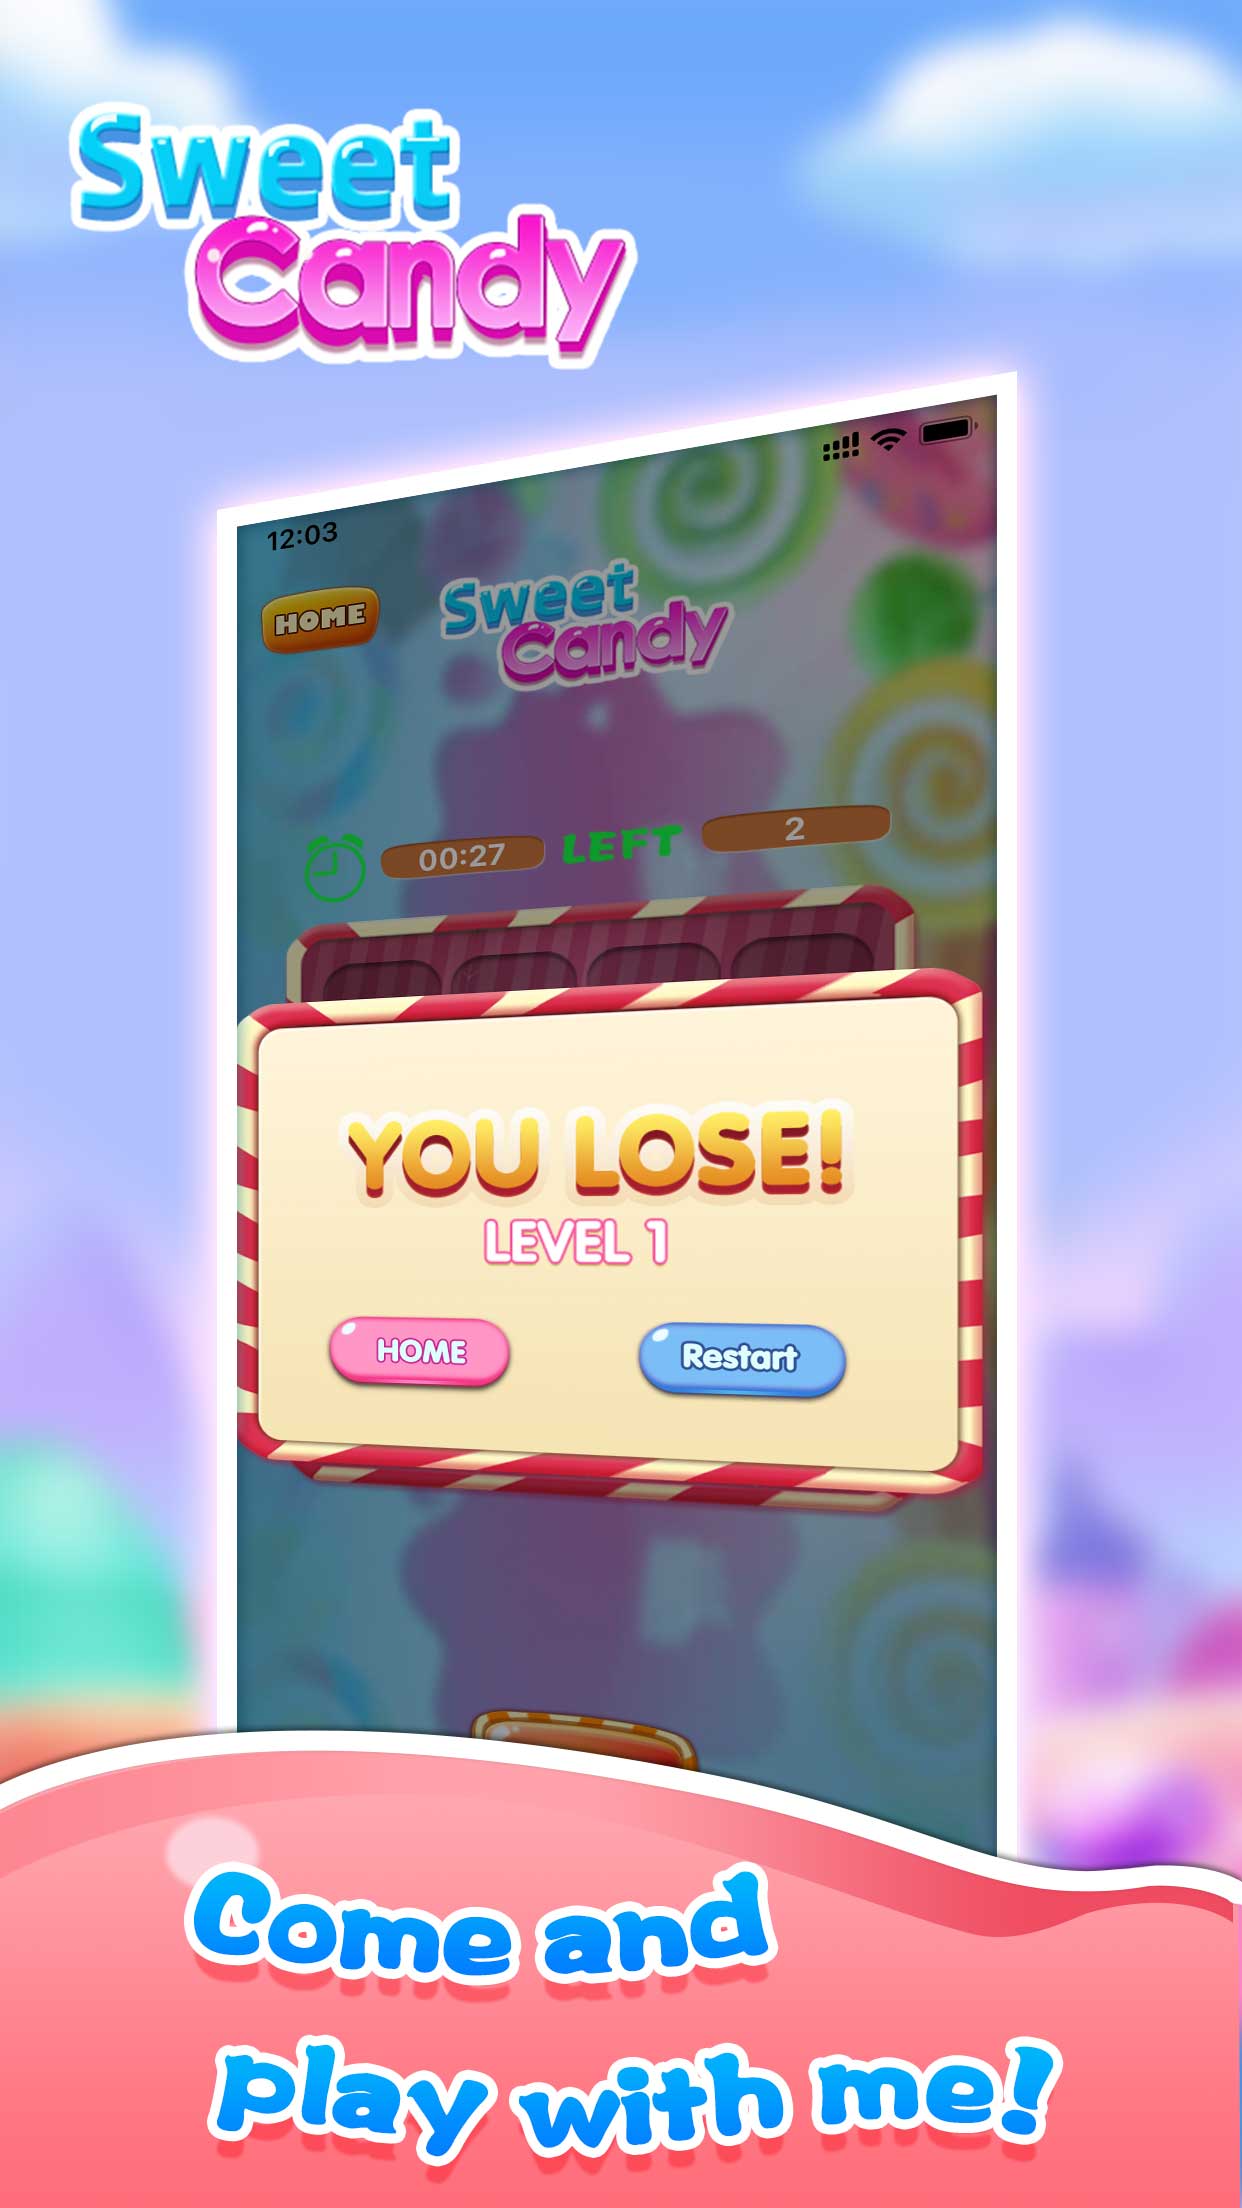 Sweet
Candy
12:03
HOME
Sweet
Candy
00:27 LEFT 2
YOU LOSE!
LEVEL 1
HOME Restart
Come and
play with me!